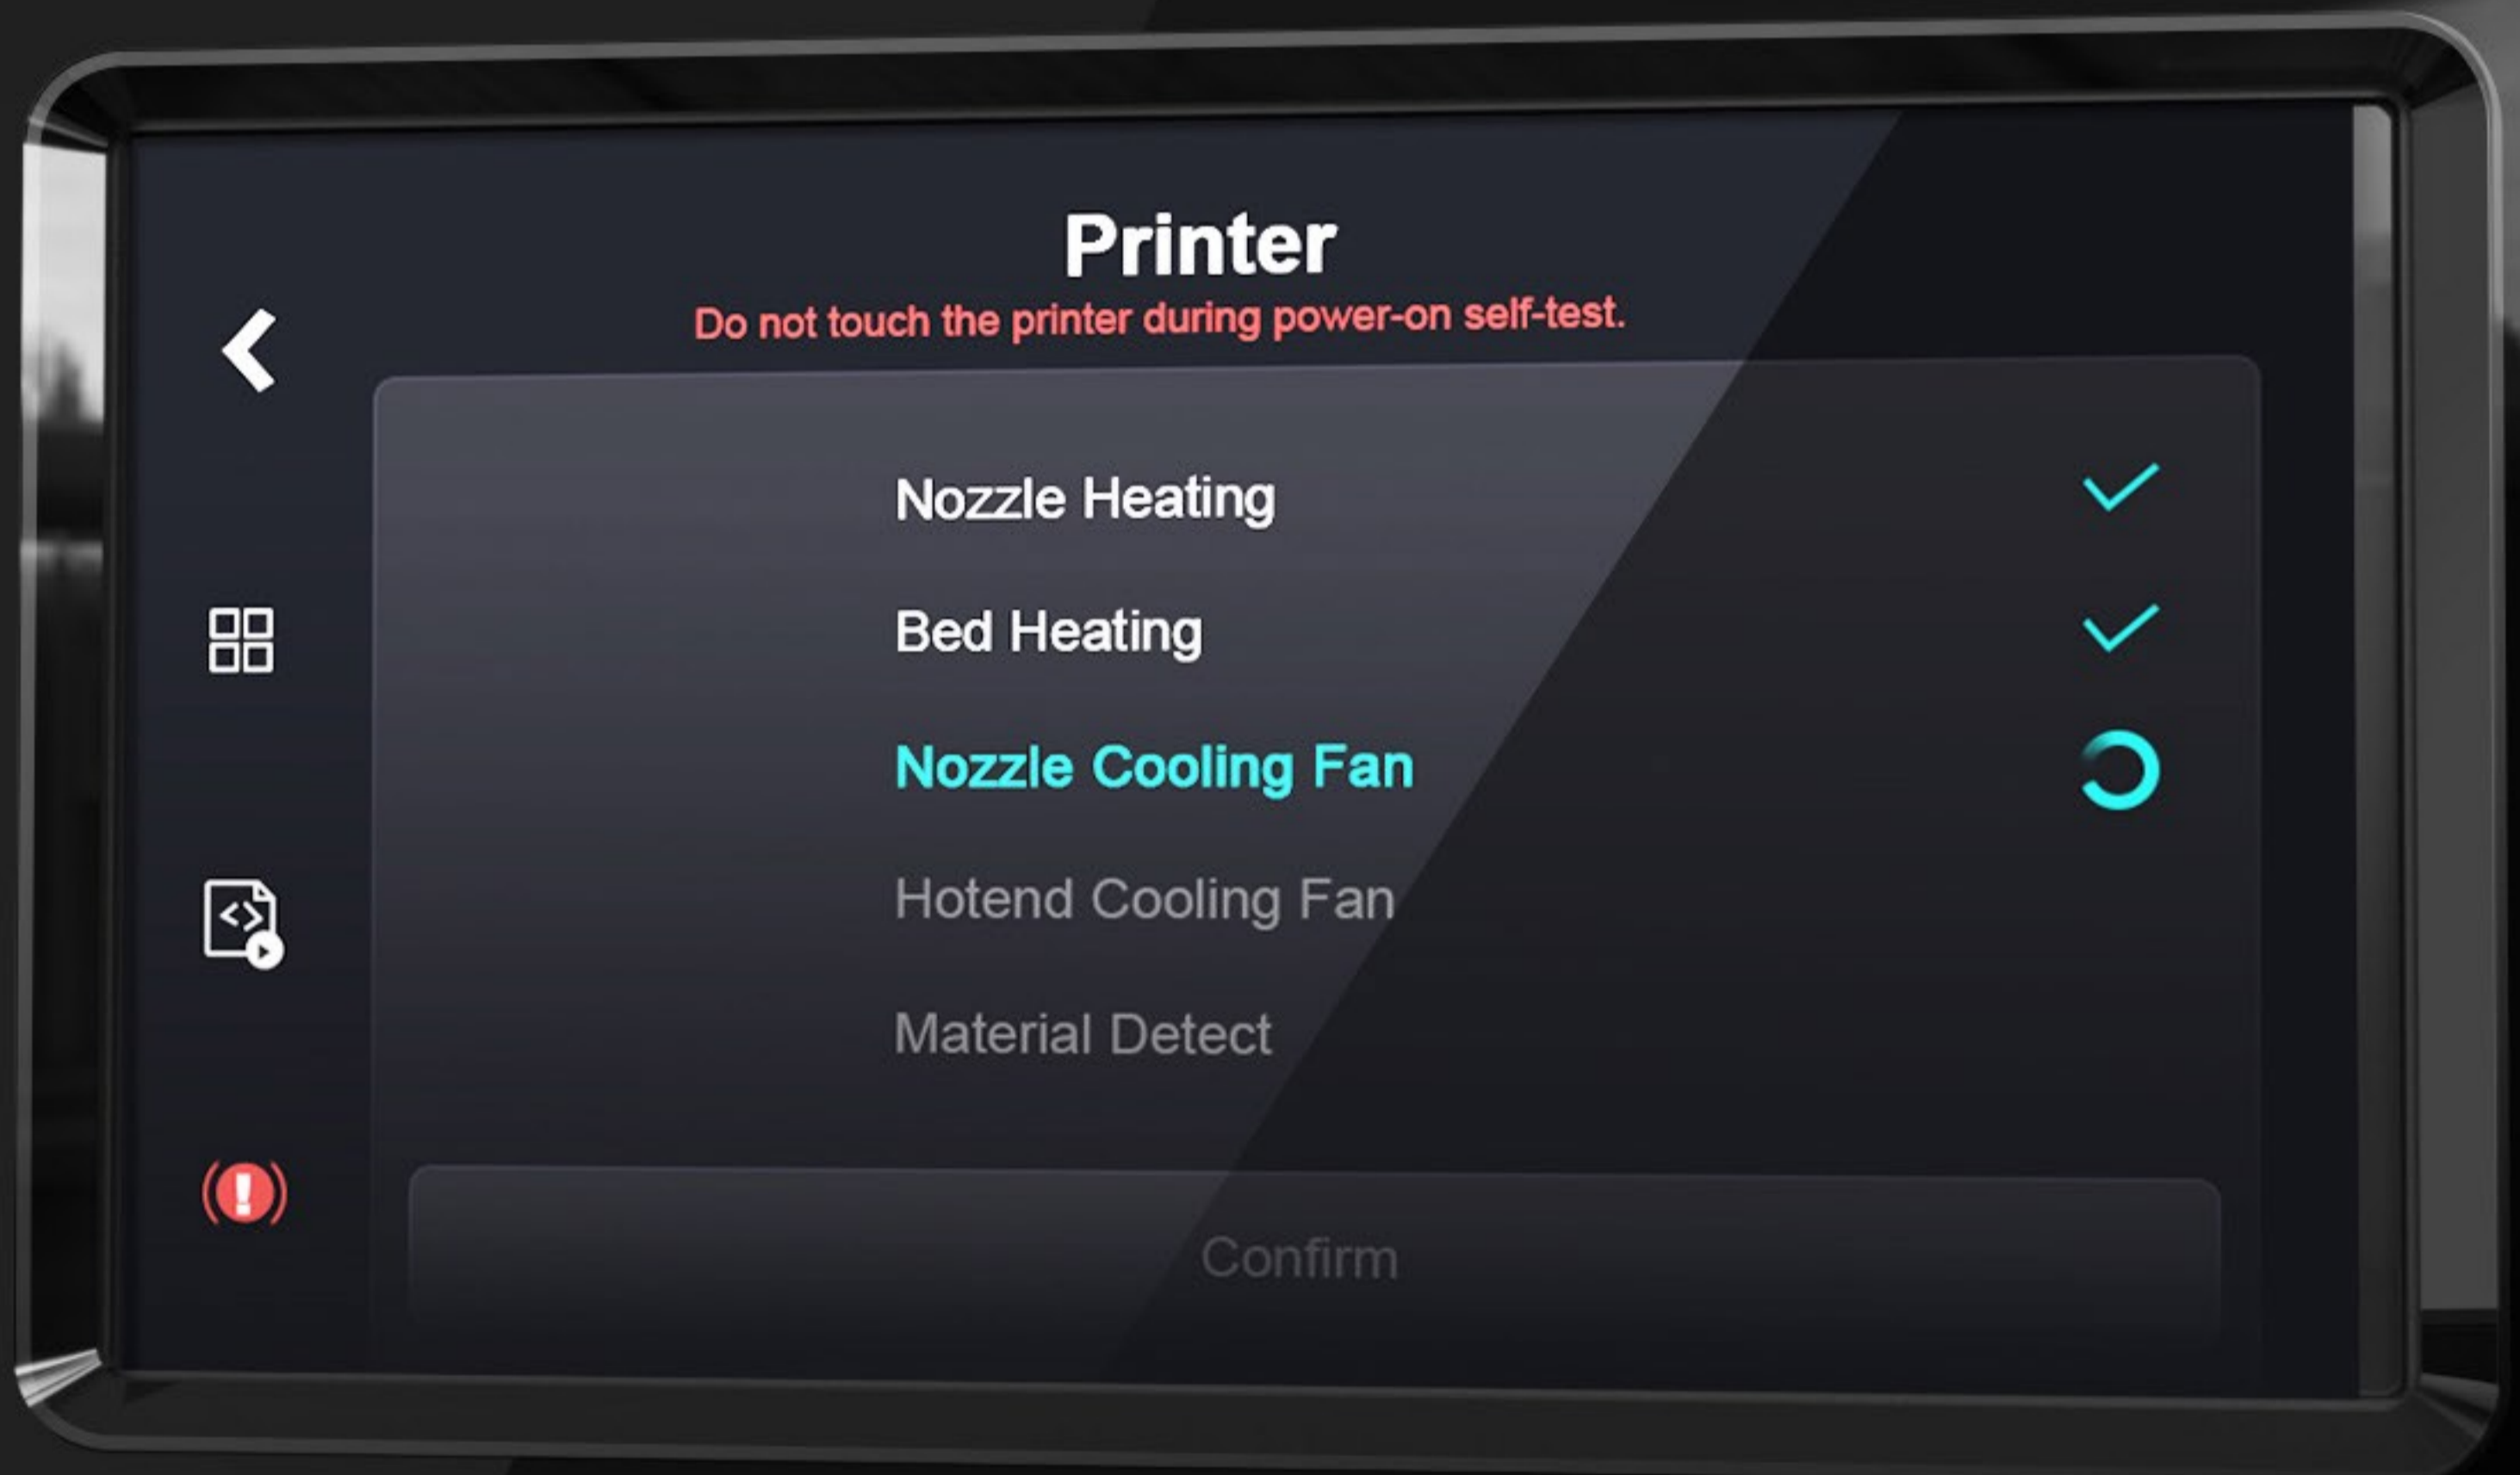 Printer
Do not touch the printer during power-on self-test.
Nozzle Heating
Bed Heating
Nozzle Cooling Fan
Hotend Cooling Fan
Material Detect
Confirm